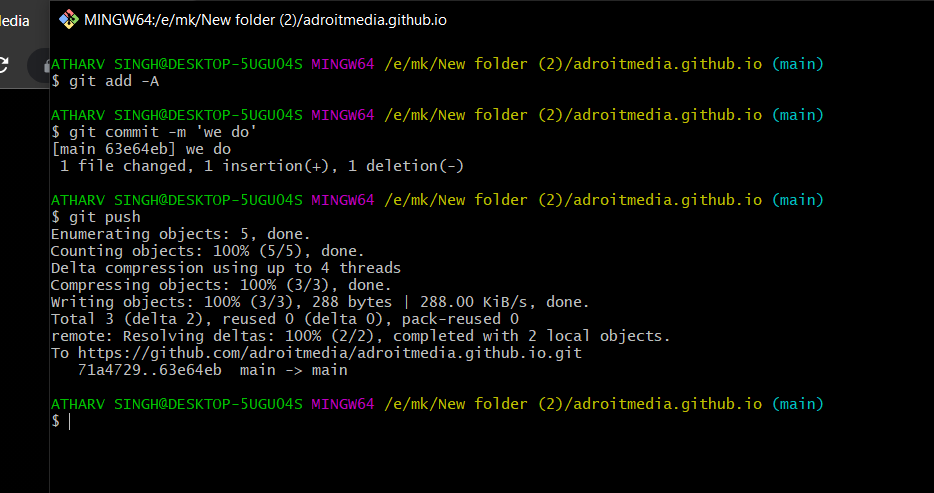 edia
MINGW64:/e/mk/New folder (2)/adroitmedia.github.io
ATHARV SINGH@DESKTOP-5UGUO4S MINGW64 /e/mk/New folder (2)/adroitmedia.github.io (main)
$ git add -A
ATHARV SINGH@DESKTOP-5UGUO4S MINGW64 /e/mk/New folder (2)/adroitmedia.github.io (main)
$ git commit -m 'we do'
[main 63e64eb] we do
 1 file changed, 1 insertion(+), 1 deletion(-)
ATHARV SINGH@DESKTOP-5UGUO4S MINGW64 /e/mk/New folder (2)/adroitmedia.github.io (main)
$ git push
Enumerating objects: 5, done.
Counting objects: 100% (5/5), done.
Delta compression using up to 4 threads
Compressing objects: 100% (3/3), done.
Writing objects: 100% (3/3), 288 bytes | 288.00 KiB/s, done.
Total 3 (delta 2), reused 0 (delta 0), pack-reused 0
remote: Resolving deltas: 100% (2/2), completed with 2 local objects.
To https://github.com/adroitmedia/adroitmedia.github.io.git
   71a4729..63e64eb  main -> main
ATHARV SINGH@DESKTOP-5UGUO4S MINGW64 /e/mk/New folder (2)/adroitmedia.github.io (main)
$